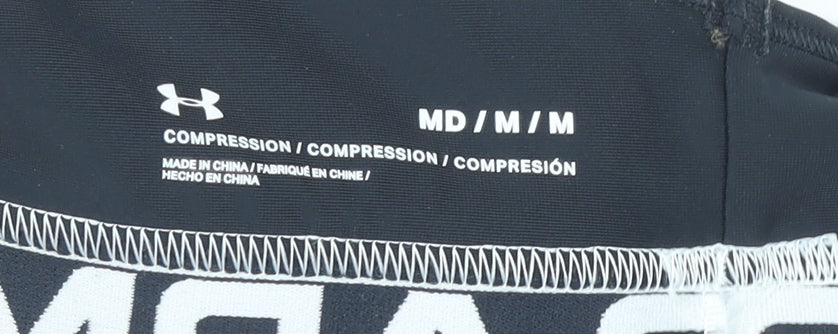 MD / M / M
COMPRESSION / COMPRESSION / COMPRESIÓN
MADE IN CHINA / FABRIQUÉ EN CHINE /
HECHO EN CHINA